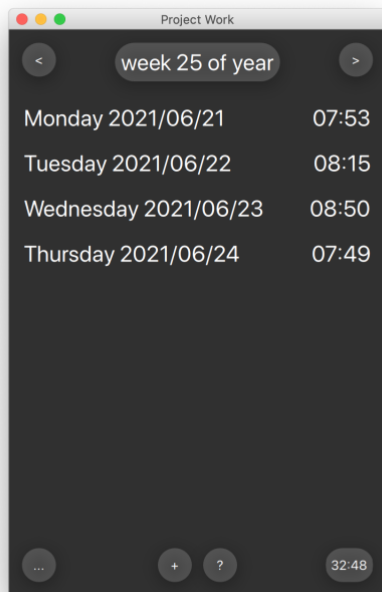 Project Work
< week 25 of year >
Monday 2021/06/21 07:53
Tuesday 2021/06/22 08:15
Wednesday 2021/06/23 08:50
Thursday 2021/06/24 07:49
... + ? 32:48